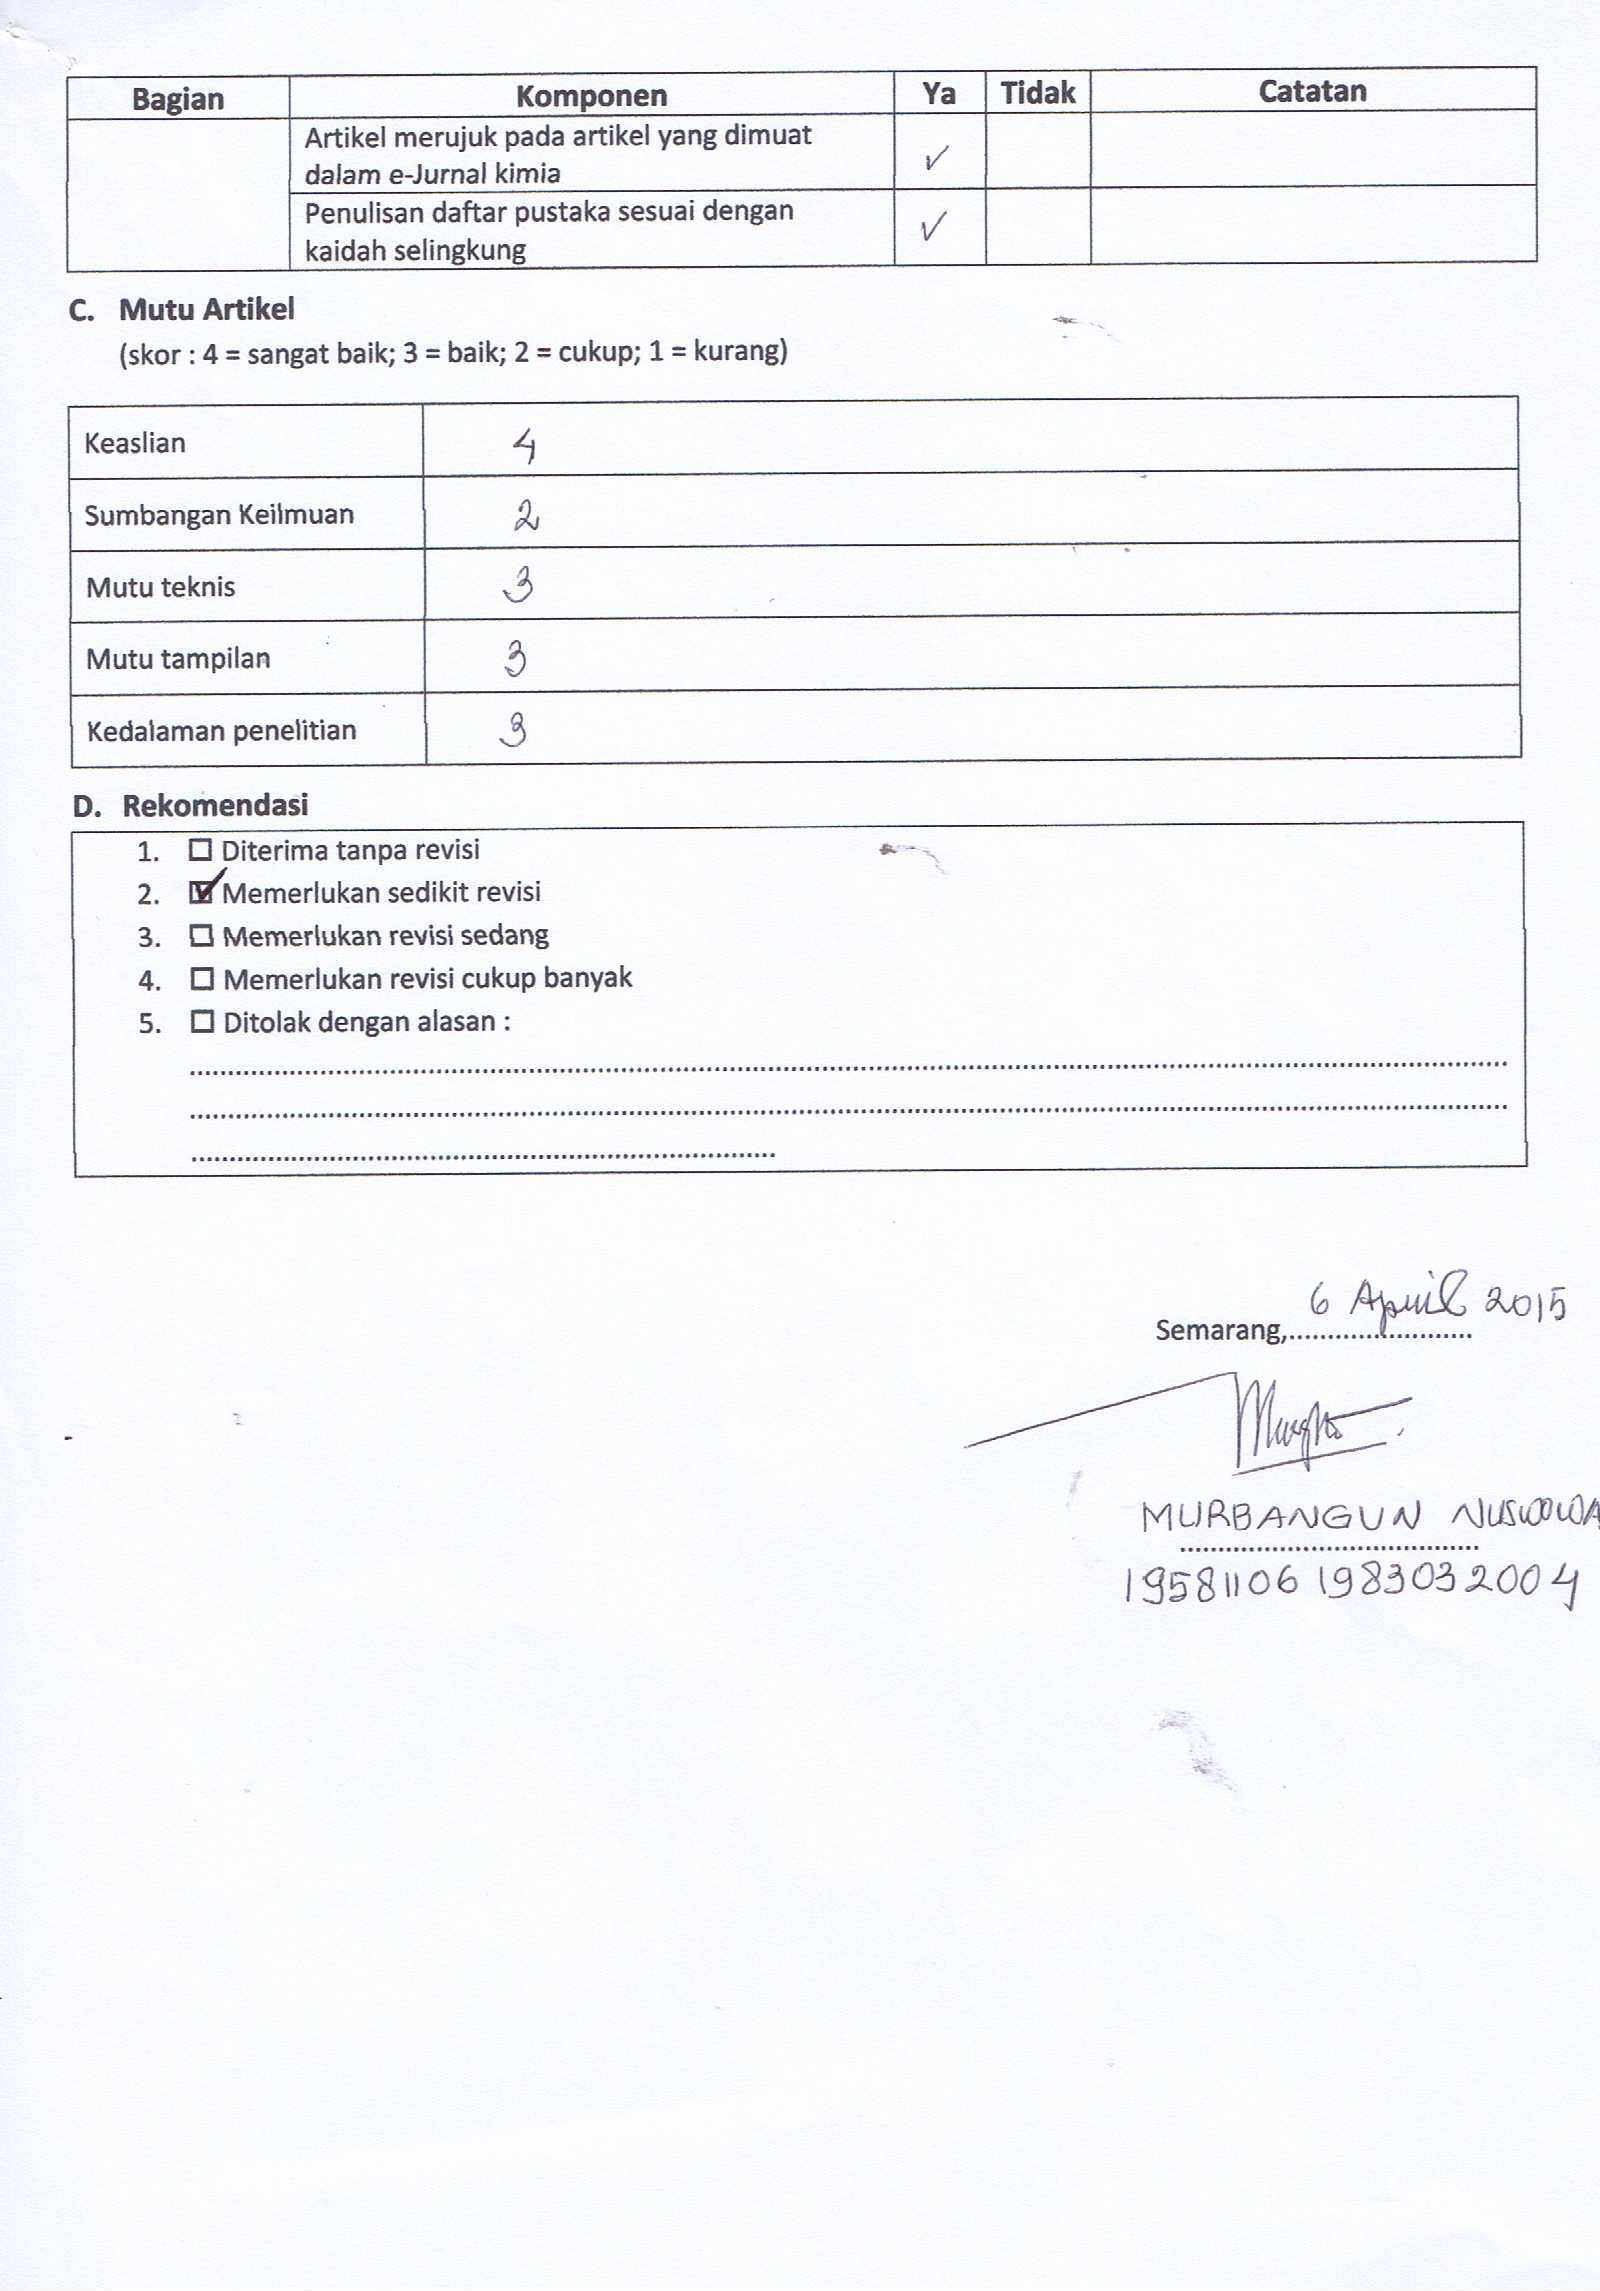 Bagian Komponen Ya Tidak Catatan
Artikel merujuk pada artikel yang dimuat
dalam e-Jurnal kimia ✓
Penulisan daftar pustaka sesuai dengan
kaidah selingkung ✓
C. Mutu Artikel
(skor : 4 = sangat baik; 3 = baik; 2 = cukup; 1 = kurang)
Keaslian 4
Sumbangan Keilmuan 2
Mutu teknis 3
Mutu tampilan 3
Kedalaman penelitian 3
D. Rekomendasi
1. ☐ Diterima tanpa revisi
2. ☑ Memerlukan sedikit revisi
3. ☐ Memerlukan revisi sedang
4. ☐ Memerlukan revisi cukup banyak
5. ☐ Ditolak dengan alasan :
Semarang, 6 April 2015
MURBANGUN
195811061983032004